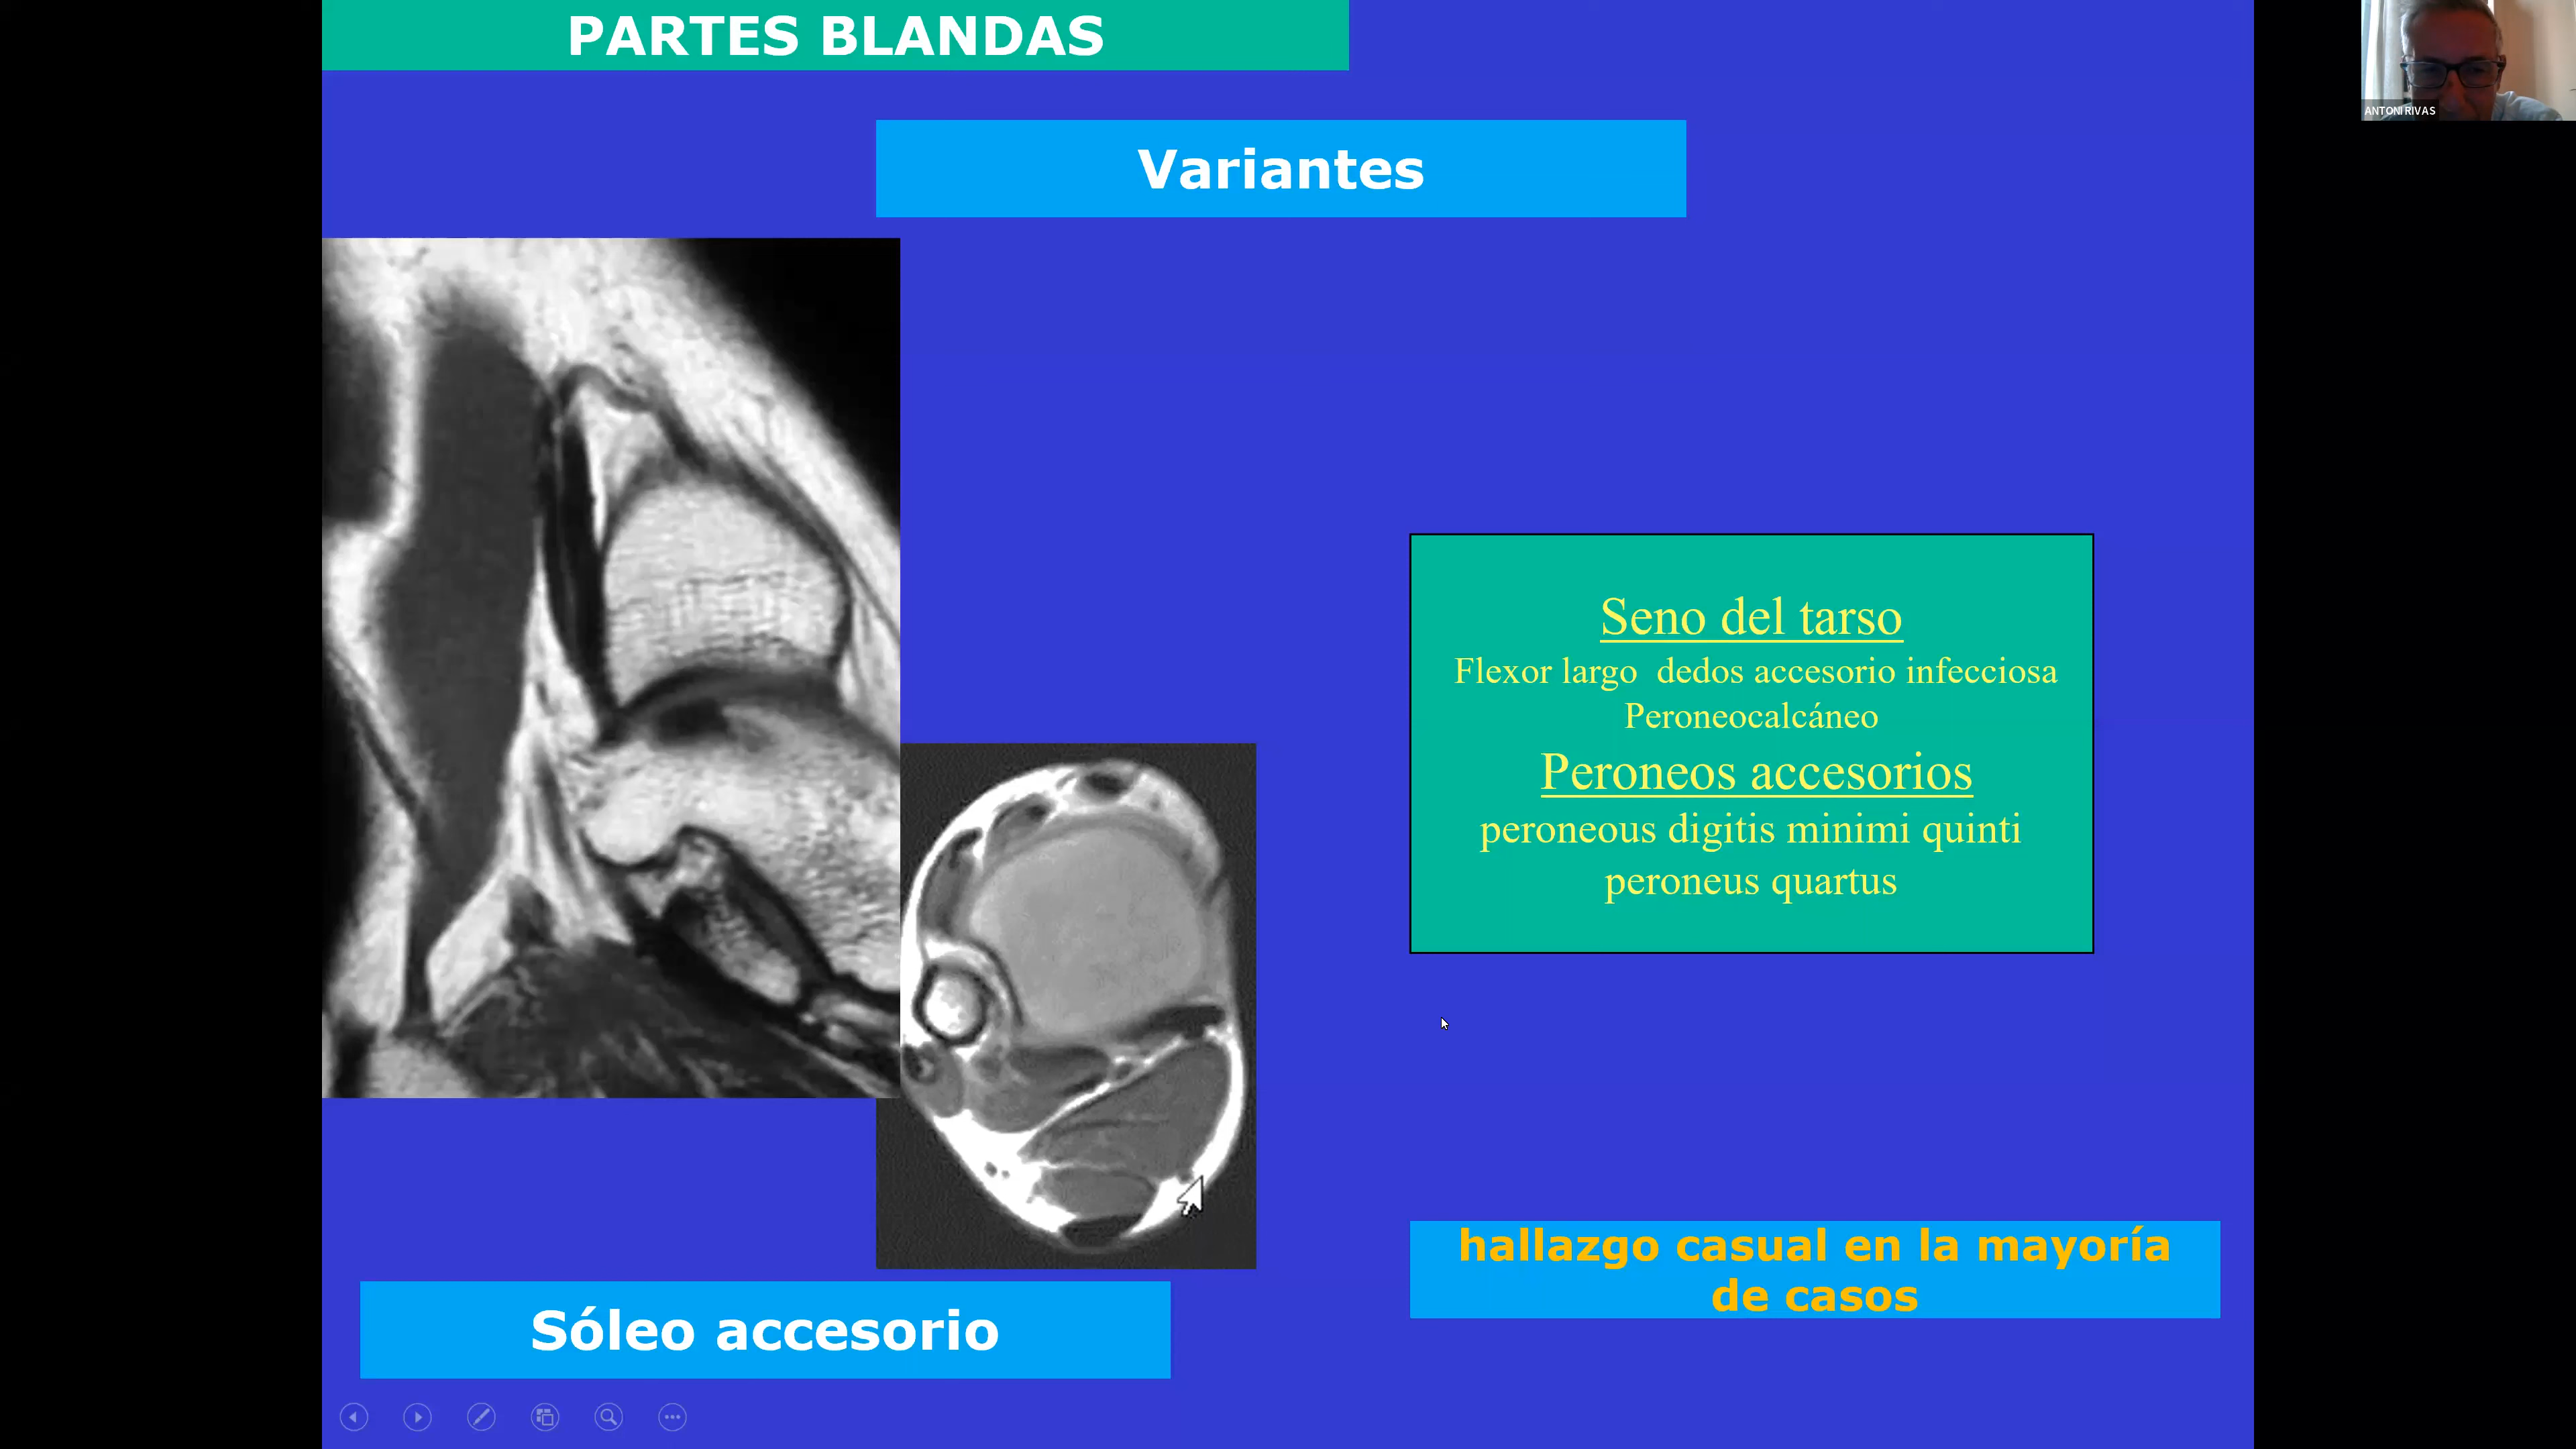 PARTES BLANDAS
ANTONI RIVAS
Variantes
Seno del tarso
Flexor largo dedos accesorio infecciosa
Peroneocalcáneo
Peroneos accesorios
peroneous digitis minimi quinti
peroneus quartus
hallazgo casual en la mayoría
de casos
Sóleo accesorio